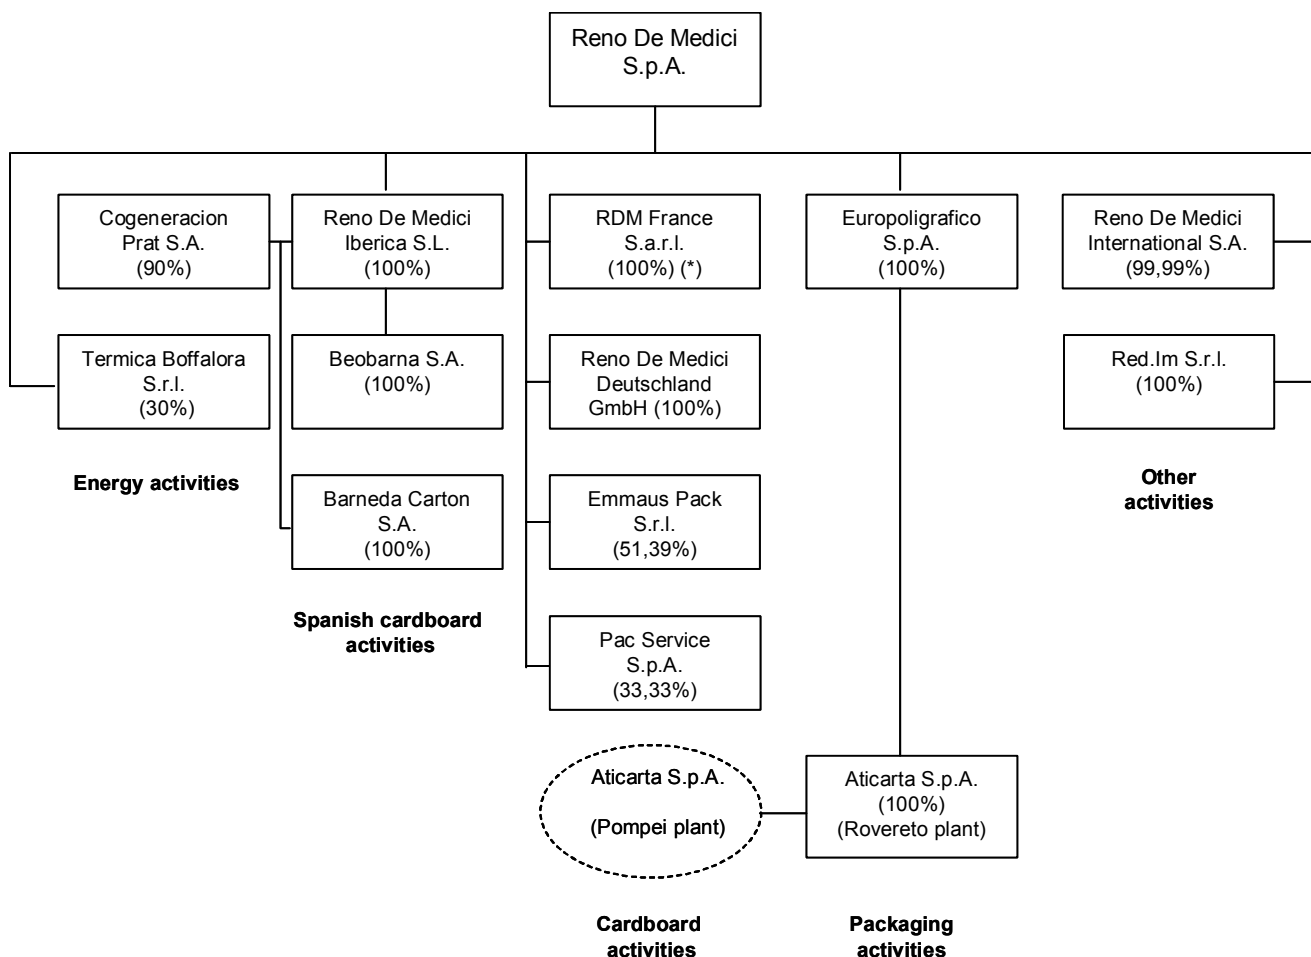 Reno De Medici
S.p.A.
Cogeneracion
Prat S.A.
(90%)
Reno De Medici
Iberica S.L.
(100%)
RDM France
S.a.r.l.
(100%) (*)
Europoligrafico
S.p.A.
(100%)
Reno De Medici
International S.A.
(99,99%)
Termica Boffalora
S.r.l.
(30%)
Beobarna S.A.
(100%)
Reno De Medici
Deutschland
GmbH (100%)
Red.Im S.r.l.
(100%)
Energy activities
Barneda Carton
S.A.
(100%)
Emmaus Pack
S.r.l.
(51,39%)
Other
activities
Spanish cardboard
activities
Pac Service
S.p.A.
(33,33%)
Aticarta S.p.A.
(Pompei plant)
Aticarta S.p.A.
(100%)
(Rovereto plant)
Cardboard
activities
Packaging
activities